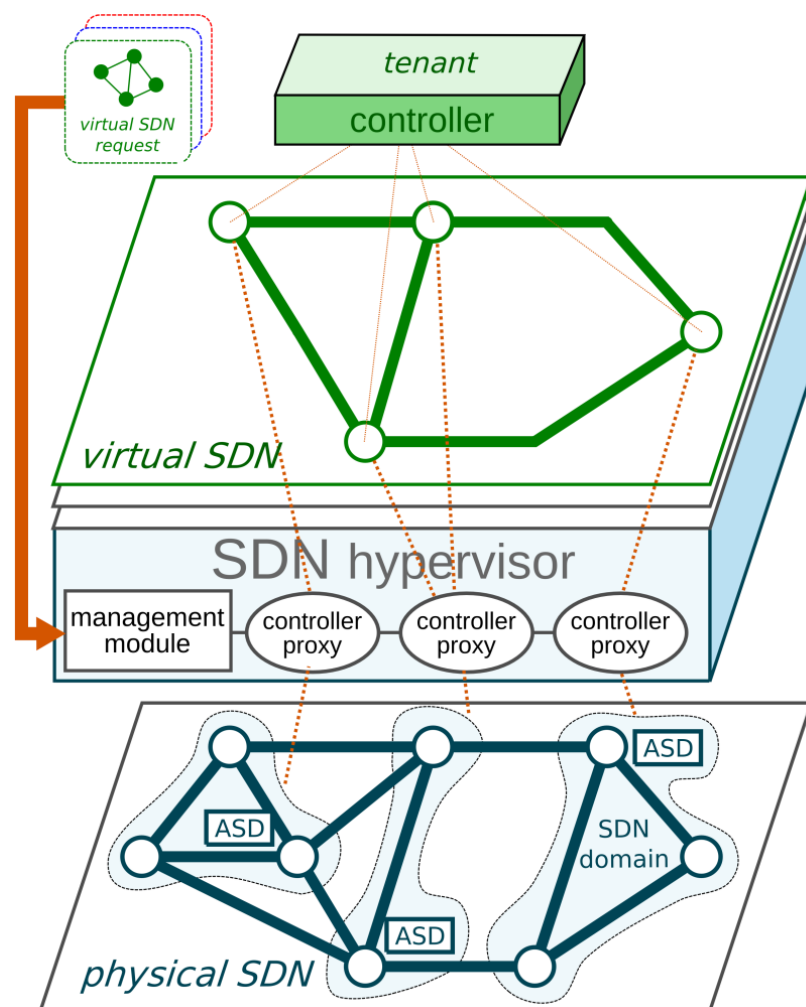 tenant
controller
virtual SDN
request
virtual SDN
SDN hypervisor
management
module
controller
proxy
controller
proxy
controller
proxy
ASD
ASD
SDN
domain
ASD
physical SDN